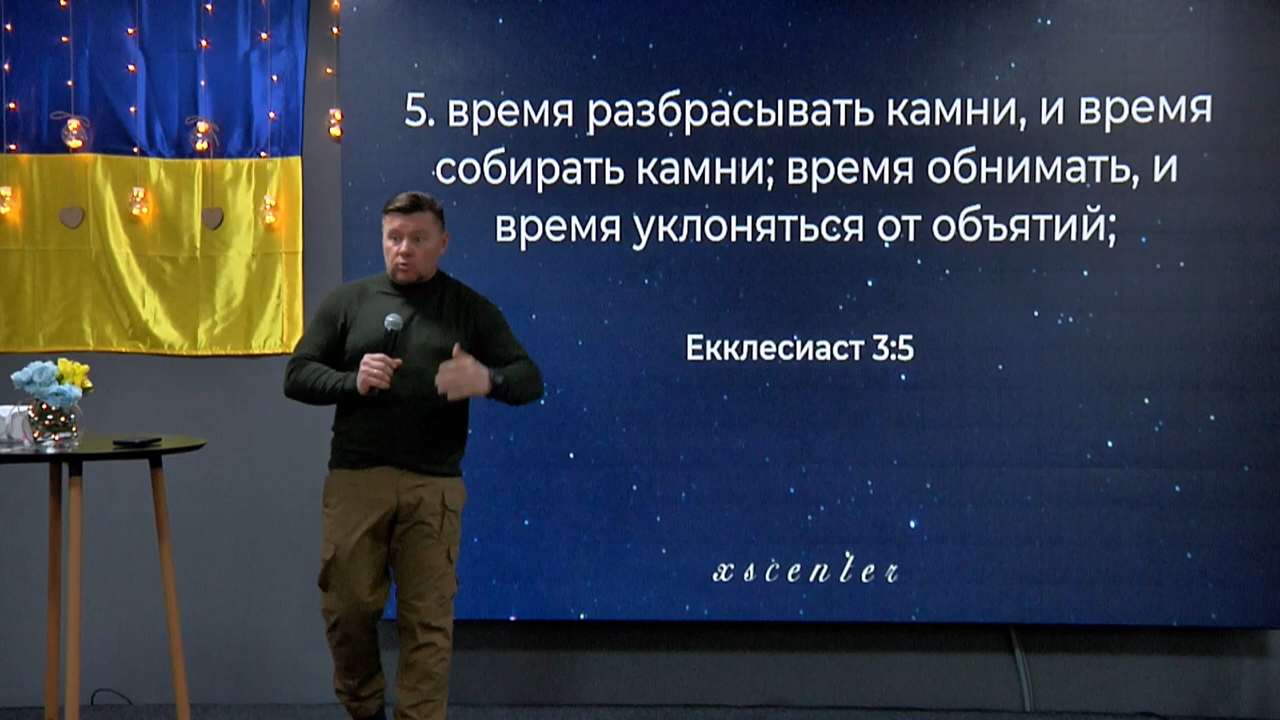 5. время разбрасывать камни, и время
собирать камни; время обнимать, и
время уклоняться от объятий;
Екклесиаст 3:5
xscenter